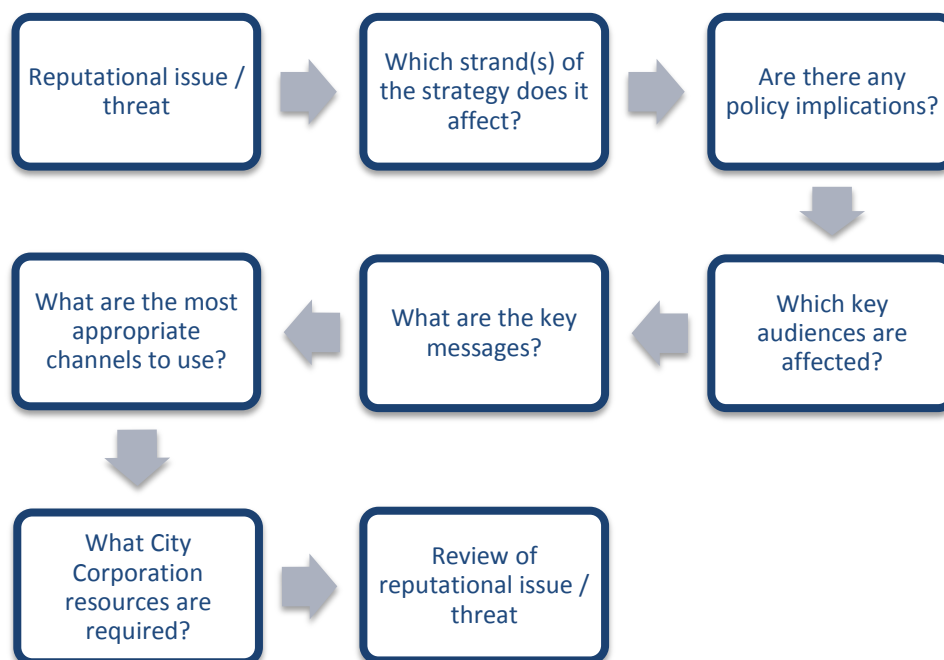 Reputational issue /
threat
Which strand(s) of
the strategy does it
affect?
Are there any
policy implications?
Which key
audiences are
affected?
What are the key
messages?
What are the most
appropriate
channels to use?
What City
Corporation
resources are
required?
Review of
reputational issue /
threat